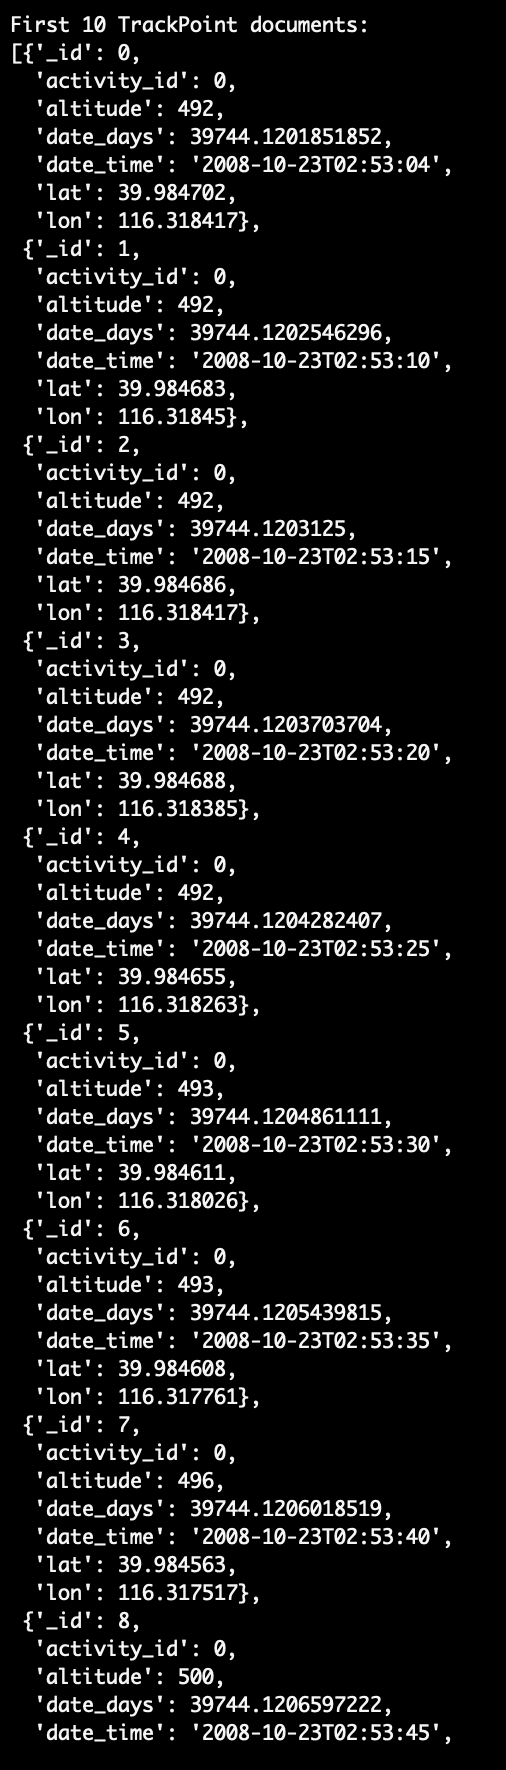 First 10 TrackPoint documents:
[{'_id': 0,
  'activity_id': 0,
  'altitude': 492,
  'date_days': 39744.1201851852,
  'date_time': '2008-10-23T02:53:04',
  'lat': 39.984702,
  'lon': 116.318417},
 {'_id': 1,
  'activity_id': 0,
  'altitude': 492,
  'date_days': 39744.1202546296,
  'date_time': '2008-10-23T02:53:10',
  'lat': 39.984683,
  'lon': 116.31845},
 {'_id': 2,
  'activity_id': 0,
  'altitude': 492,
  'date_days': 39744.1203125,
  'date_time': '2008-10-23T02:53:15',
  'lat': 39.984686,
  'lon': 116.318417},
 {'_id': 3,
  'activity_id': 0,
  'altitude': 492,
  'date_days': 39744.1203703704,
  'date_time': '2008-10-23T02:53:20',
  'lat': 39.984688,
  'lon': 116.318385},
 {'_id': 4,
  'activity_id': 0,
  'altitude': 492,
  'date_days': 39744.1204282407,
  'date_time': '2008-10-23T02:53:25',
  'lat': 39.984655,
  'lon': 116.318263},
 {'_id': 5,
  'activity_id': 0,
  'altitude': 493,
  'date_days': 39744.1204861111,
  'date_time': '2008-10-23T02:53:30',
  'lat': 39.984611,
  'lon': 116.318026},
 {'_id': 6,
  'activity_id': 0,
  'altitude': 493,
  'date_days': 39744.1205439815,
  'date_time': '2008-10-23T02:53:35',
  'lat': 39.984608,
  'lon': 116.317761},
 {'_id': 7,
  'activity_id': 0,
  'altitude': 496,
  'date_days': 39744.1206018519,
  'date_time': '2008-10-23T02:53:40',
  'lat': 39.984563,
  'lon': 116.317517},
 {'_id': 8,
  'activity_id': 0,
  'altitude': 500,
  'date_days': 39744.1206597222,
  'date_time': '2008-10-23T02:53:45',